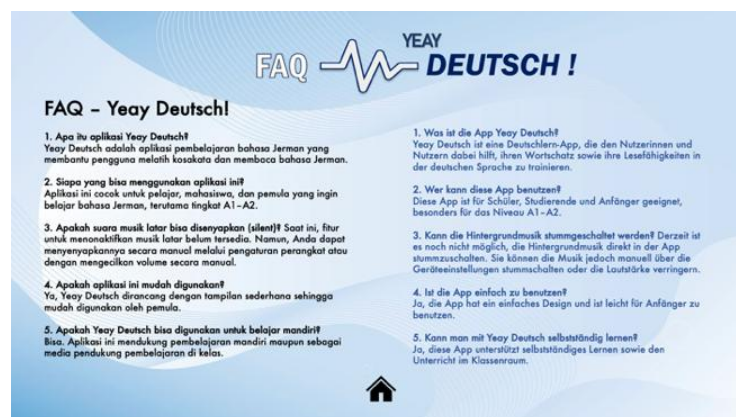 FAQ
YEAY
DEUTSCH !
FAQ – Yeay Deutsch!
1. Apa itu aplikasi Yeay Deutsch?
Yeay Deutsch adalah aplikasi pembelajaran bahasa Jerman yang
membantu pengguna melatih kosakata dan membaca bahasa Jerman.
2. Siapa yang bisa menggunakan aplikasi ini?
Aplikasi ini cocok untuk pelajar, mahasiswa, dan pemula yang ingin
belajar bahasa Jerman, terutama tingkat A1–A2.
3. Apakah suara musik latar bisa disenyapkan (silent)? Saat ini, fitur
untuk menonaktifkan musik latar belum tersedia. Namun, Anda dapat
menyenyapkannya secara manual melalui pengaturan perangkat atau
dengan mengecilkan volume secara manual.
4. Apakah aplikasi ini mudah digunakan?
Ya, Yeay Deutsch dirancang dengan tampilan sederhana sehingga
mudah digunakan oleh pemula.
5. Apakah Yeay Deutsch bisa digunakan untuk belajar mandiri?
Bisa. Aplikasi ini mendukung pembelajaran mandiri maupun sebagai
media pendukung pembelajaran di kelas.
1. Was ist die App Yeay Deutsch?
Yeay Deutsch ist eine Deutschlern-App, die den Nutzerinnen und
Nutzern dabei hilft, ihren Wortschatz sowie ihre Lesefähigkeiten in
der deutschen Sprache zu trainieren.
2. Wer kann diese App benutzen?
Diese App ist für Schüler, Studierende und Anfänger geeignet,
besonders für das Niveau A1–A2.
3. Kann die Hintergrundmusik stummgeschaltet werden? Derzeit ist
es noch nicht möglich, die Hintergrundmusik direkt in der App
stummzuschalten. Sie können die Musik jedoch manuell über die
Geräteeinstellungen stummschalten oder die Lautstärke verringern.
4. Ist die App einfach zu benutzen?
Ja, die App hat ein einfaches Design und ist leicht für Anfänger zu
benutzen.
5. Kann man mit Yeay Deutsch selbstständig lernen?
Ja, diese App unterstützt selbstständiges Lernen sowie den
Unterricht im Klassenraum.